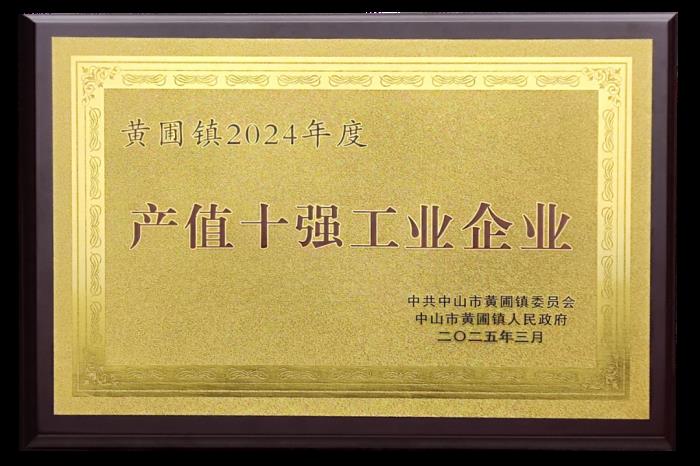 黄圃镇2024年度
产值十强工业企业
中共中山市黄圃镇委员会
中山市黄圃镇人民政府
二〇二五年三月